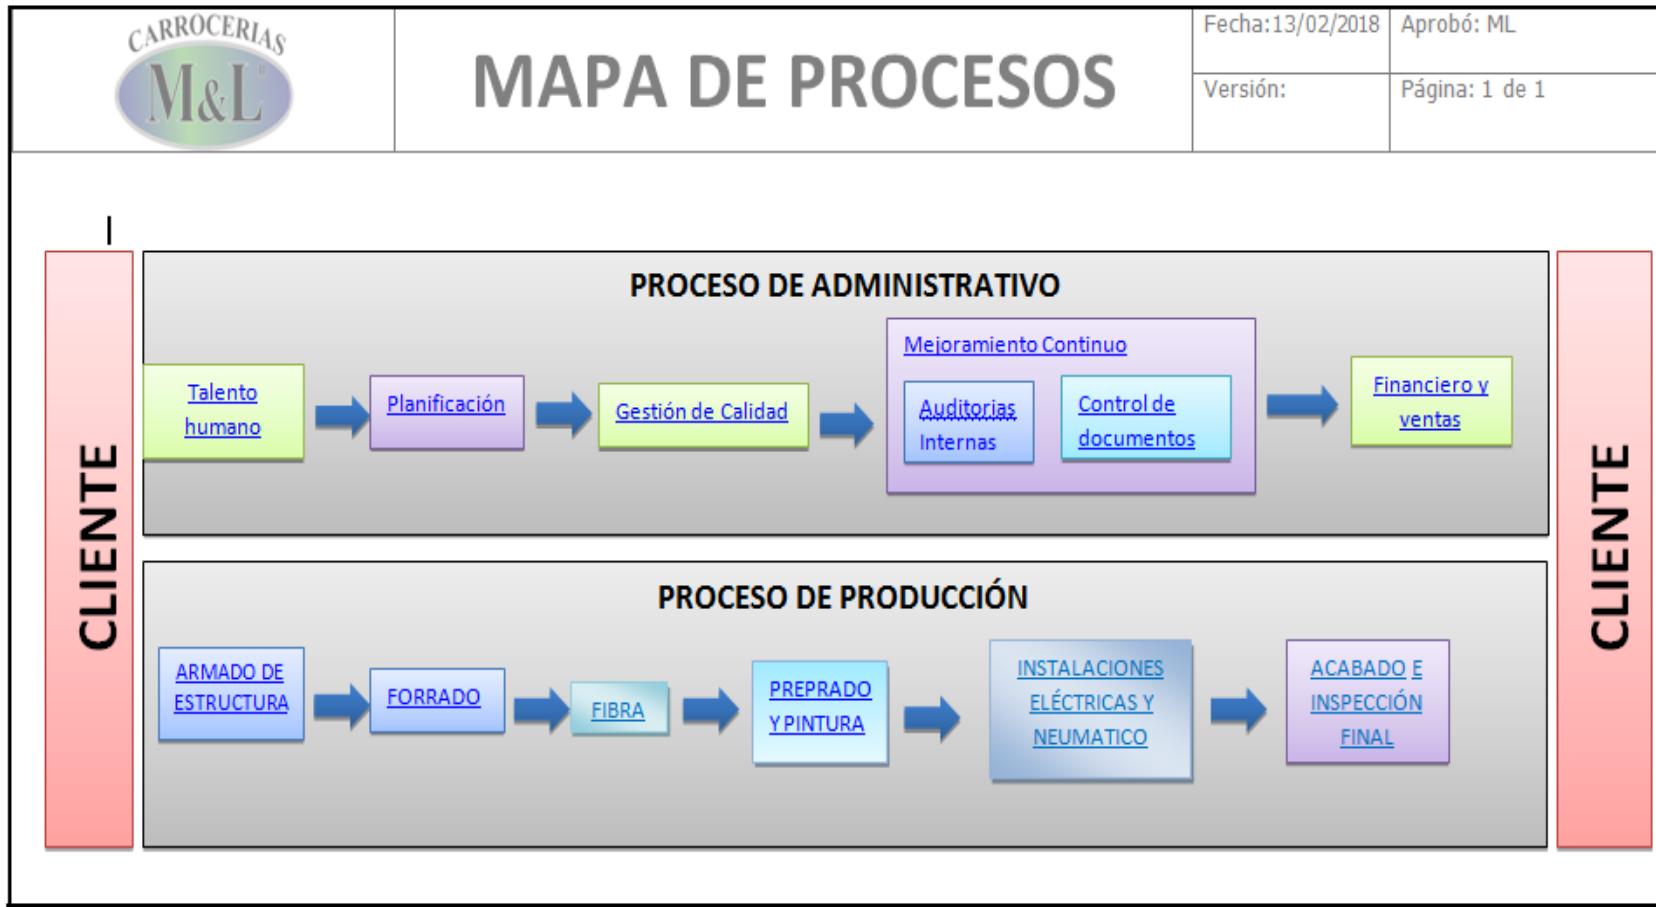 CARROCERIAS
M&L®
MAPA DE PROCESOS
Fecha:13/02/2018
Aprobó: ML
Versión:
Página: 1 de 1
CLIENTE
PROCESO DE ADMINISTRATIVO
Talento
humano
Planificación
Gestión de Calidad
Mejoramiento Continuo
Auditorias
Internas
Control de
documentos
Financiero y
ventas
PROCESO DE PRODUCCIÓN
ARMADO DE
ESTRUCTURA
FORRADO
FIBRA
PREPRADO
Y PINTURA
INSTALACIONES
ELÉCTRICAS Y
NEUMATICO
ACABADO E
INSPECCIÓN
FINAL
CLIENTE